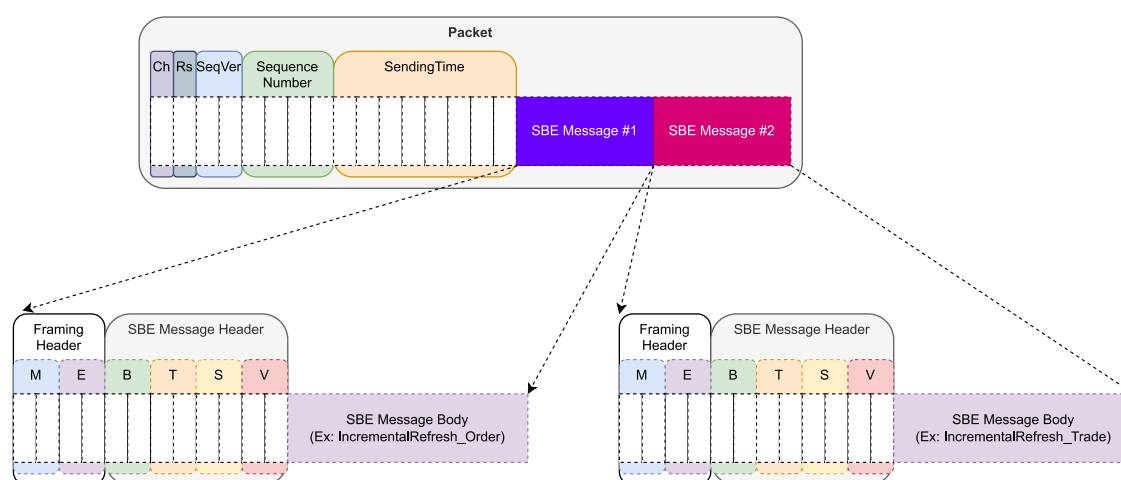 Packet
Ch
Rs
SeqVer
Sequence
Number
SendingTime
SBE Message #1
SBE Message #2
Framing
Header
SBE Message Header
M
E
B
T
S
V
SBE Message Body
(Ex: IncrementalRefresh_Order)
Framing
Header
SBE Message Header
M
E
B
T
S
V
SBE Message Body
(Ex: IncrementalRefresh_Trade)